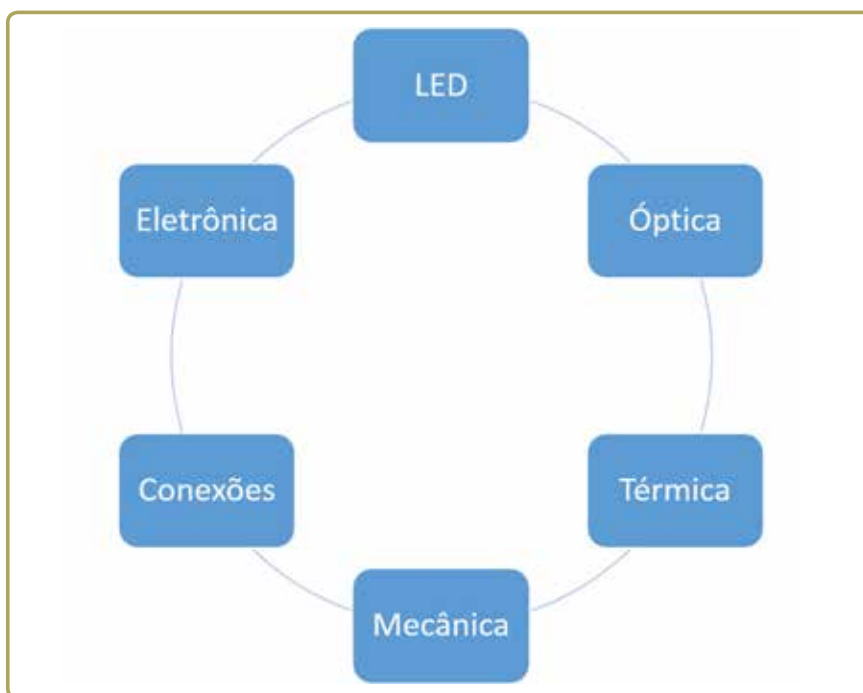 LED
Eletrônica
Óptica
Conexões
Térmica
Mecânica